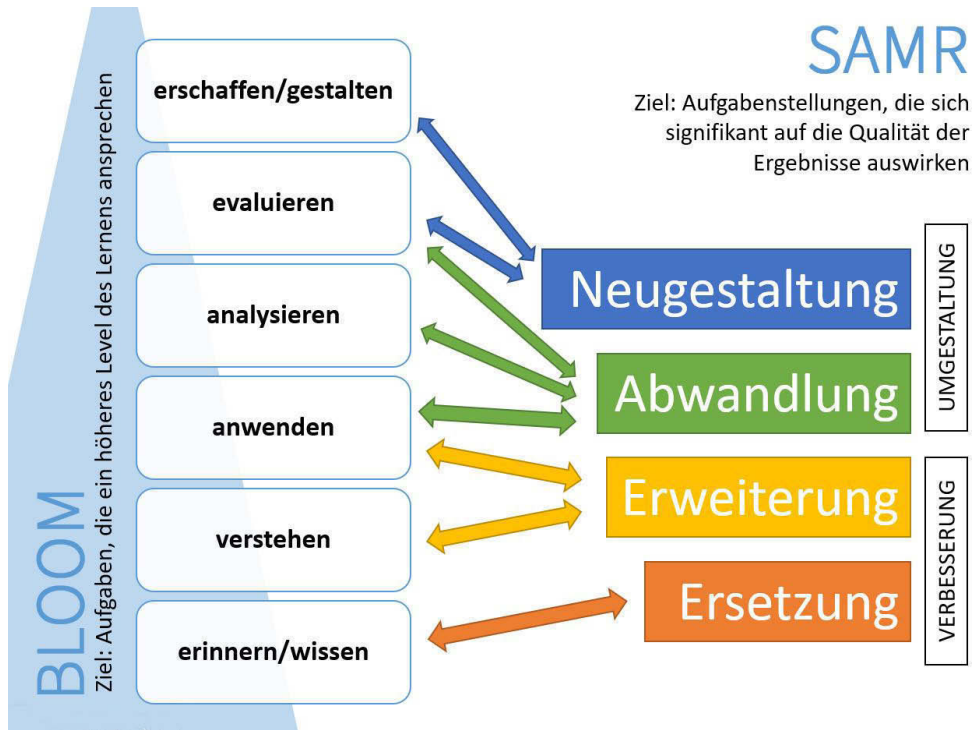 BLOOM
Ziel: Aufgaben, die ein höheres Level des Lernens ansprechen
erschaffen/gestalten
evaluieren
analysieren
anwenden
verstehen
erinnern/wissen
SAMR
Ziel: Aufgabenstellungen, die sich
signifikant auf die Qualität der
Ergebnisse auswirken
Neugestaltung
Abwandlung
Erweiterung
Ersetzung
UMGESTALTUNG
VERBESSERUNG